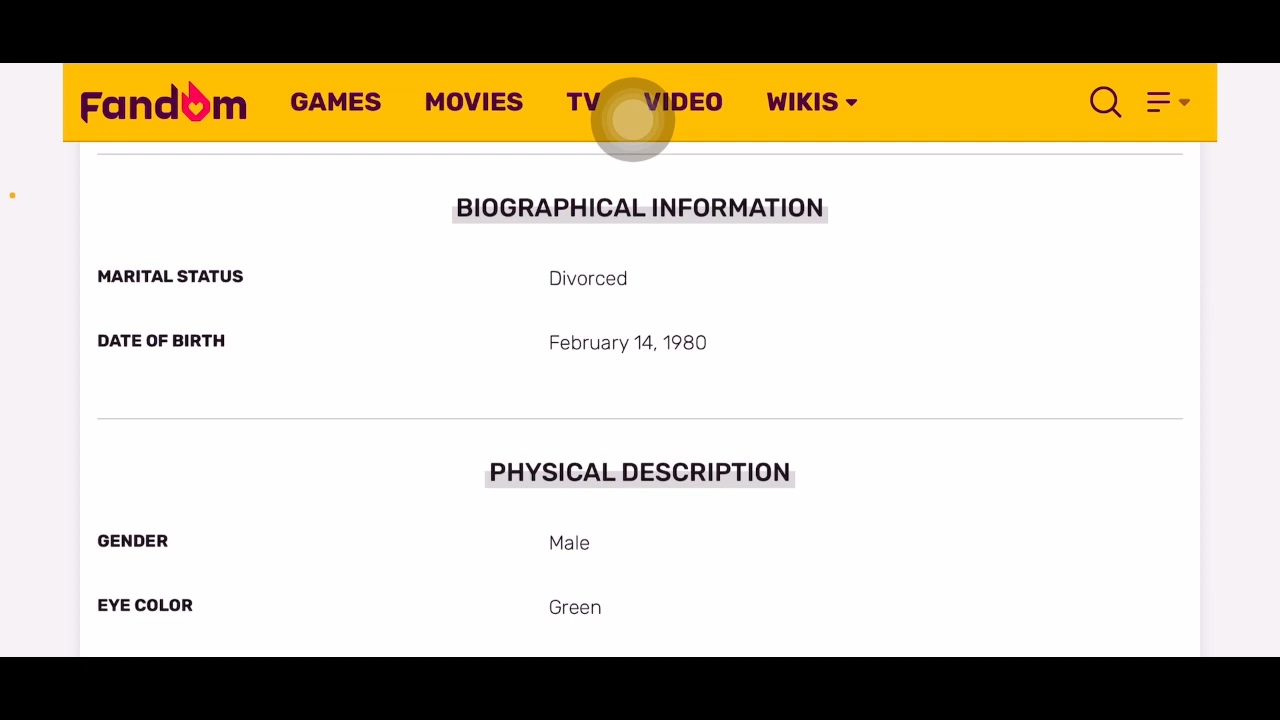 Fandom GAMES MOVIES TV VIDEO WIKIS
BIOGRAPHICAL INFORMATION
MARITAL STATUS Divorced
DATE OF BIRTH February 14, 1980
PHYSICAL DESCRIPTION
GENDER Male
EYE COLOR Green